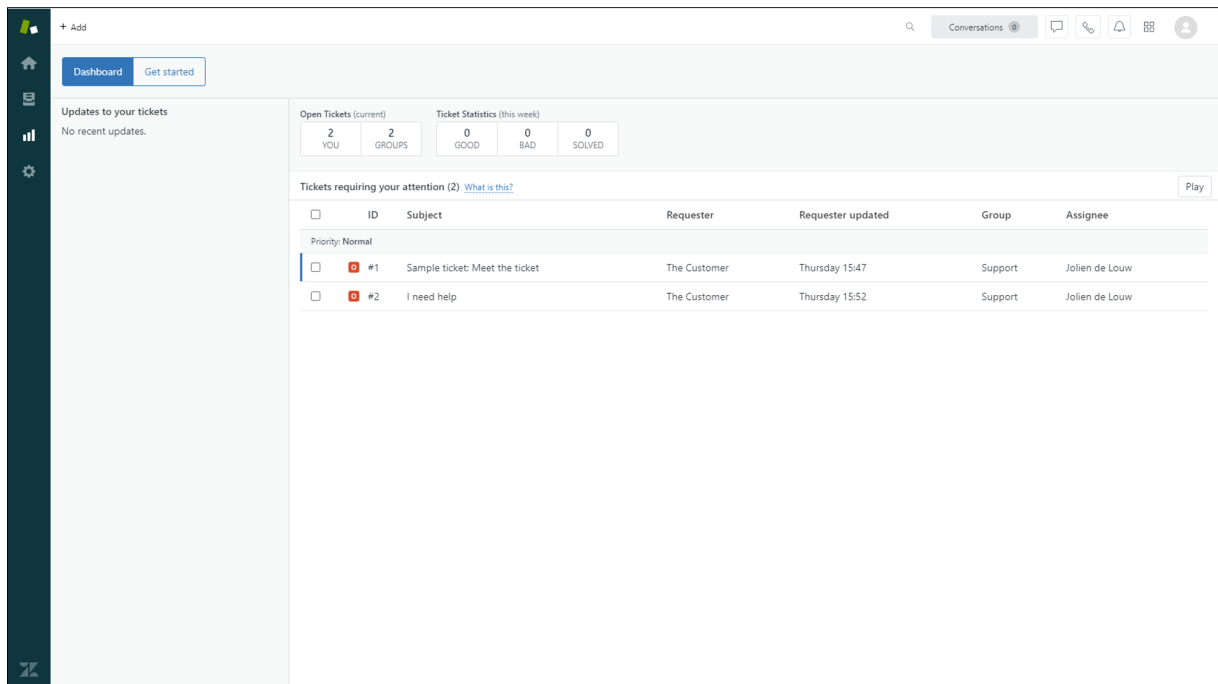 + Add
Conversations 0
Dashboard Get started
Updates to your tickets
No recent updates.
Open Tickets (current) Ticket Statistics (this week)
2 2 0 0 0
YOU GROUPS GOOD BAD SOLVED
Tickets requiring your attention (2) What is this? Play
ID Subject Requester Requester updated Group Assignee
Priority: Normal
O #1 Sample ticket: Meet the ticket The Customer Thursday 15:47 Support Jolien de Louw
O #2 I need help The Customer Thursday 15:52 Support Jolien de Louw